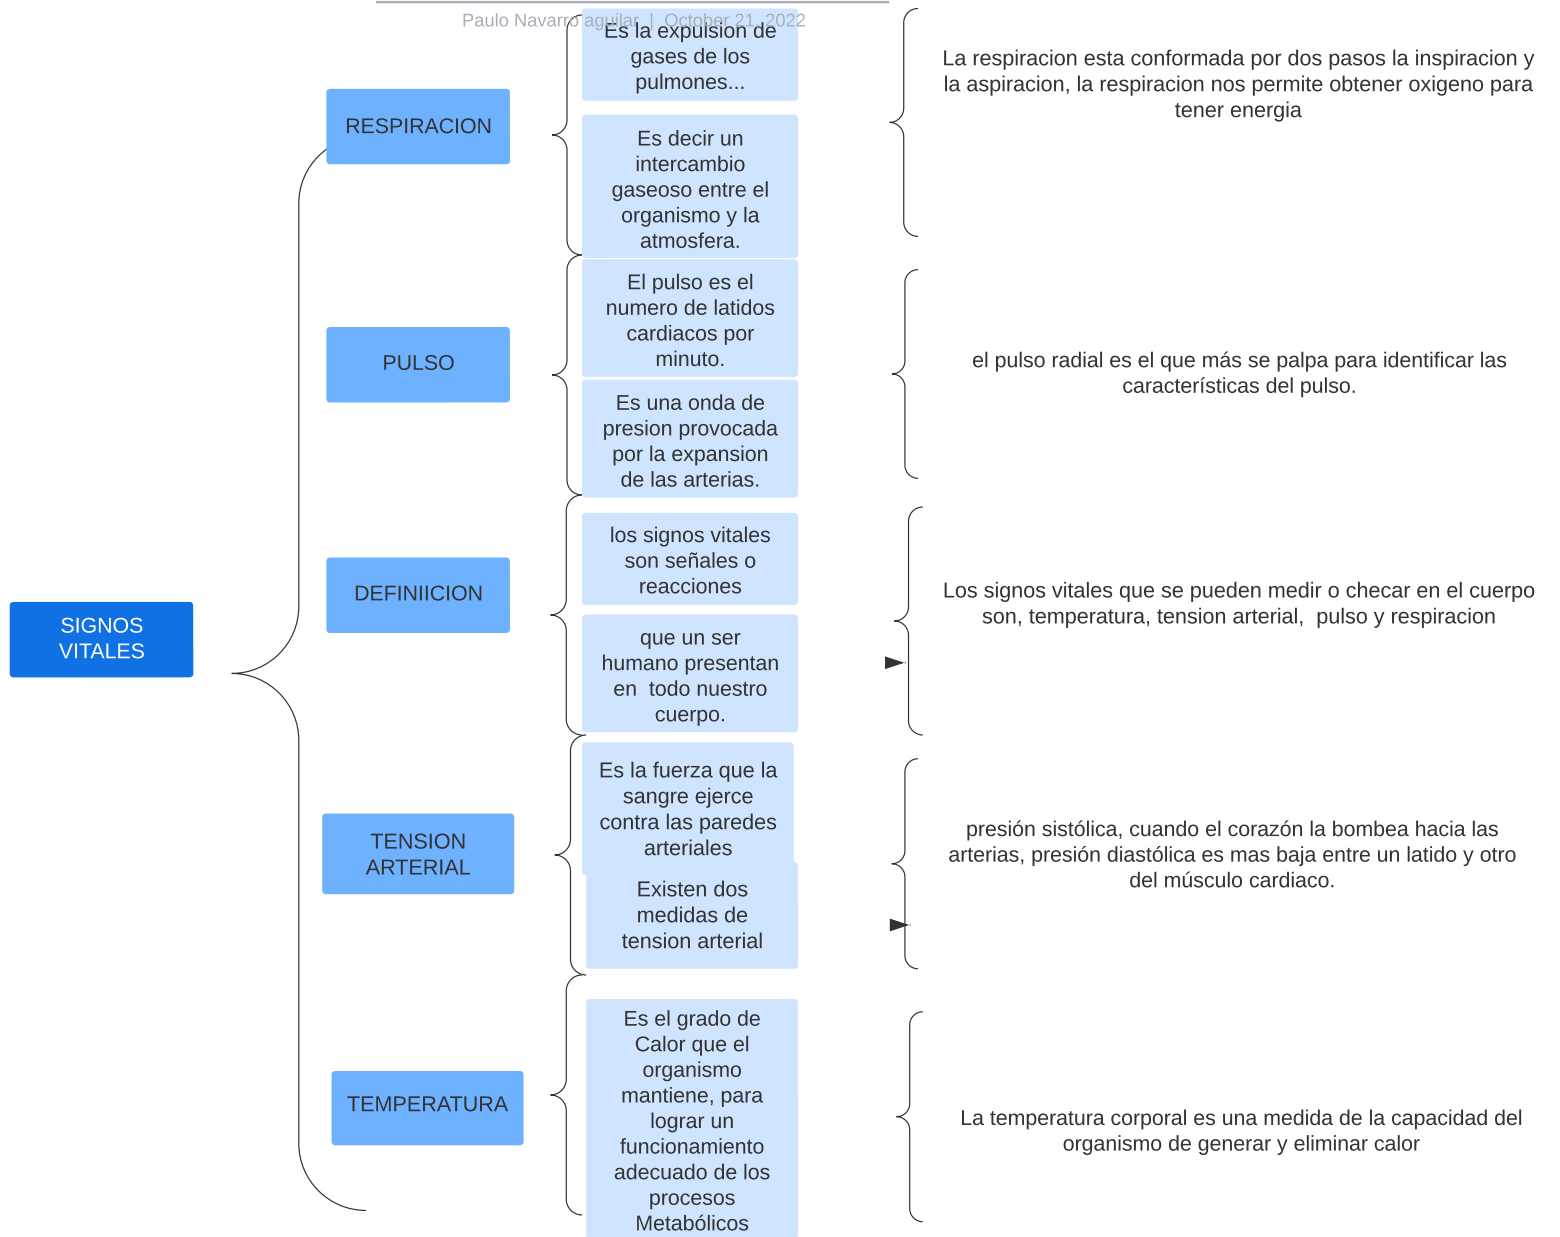 Paulo Navarro aguilar | October 21, 2022
RESPIRACION
Es la expulsion de
gases de los
pulmones...
Es decir un
intercambio
gaseoso entre el
organismo y la
atmosfera.
La respiracion esta conformada por dos pasos la inspiracion y
la aspiracion, la respiracion nos permite obtener oxigeno para
tener energia
PULSO
El pulso es el
numero de latidos
cardiacos por
minuto.
Es una onda de
presion provocada
por la expansion
de las arterias.
el pulso radial es el que más se palpa para identificar las
características del pulso.
SIGNOS
VITALES
DEFINIICION
los signos vitales
son señales o
reacciones
que un ser
humano presentan
en  todo nuestro
cuerpo.
Los signos vitales que se pueden medir o checar en el cuerpo
son, temperatura, tension arterial,  pulso y respiracion
TENSION
ARTERIAL
Es la fuerza que la
sangre ejerce
contra las paredes
arteriales
Existen dos
medidas de
tension arterial
presión sistólica, cuando el corazón la bombea hacia las
arterias, presión diastólica es mas baja entre un latido y otro
del músculo cardiaco.
TEMPERATURA
Es el grado de
Calor que el
organismo
mantiene, para
lograr un
funcionamiento
adecuado de los
procesos
Metabólicos
La temperatura corporal es una medida de la capacidad del
organismo de generar y eliminar calor